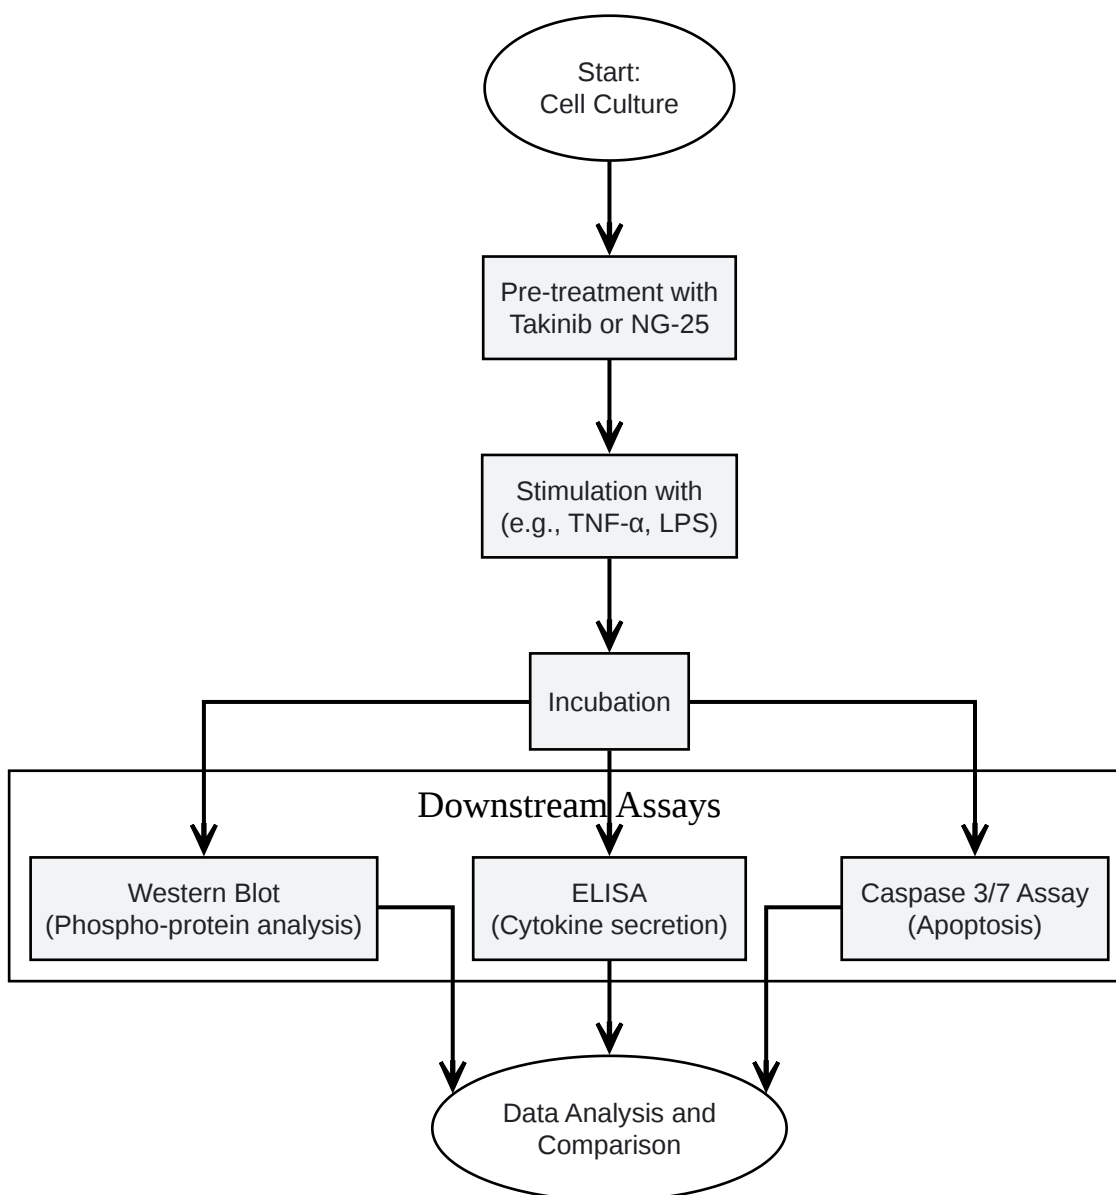 Start:
Cell Culture
Pre-treatment with
Takinib or NG-25
Stimulation with
(e.g., TNF-α, LPS)
Incubation
Downstream Assays
Western Blot
(Phospho-protein analysis)
ELISA
(Cytokine secretion)
Caspase 3/7 Assay
(Apoptosis)
Data Analysis and
Comparison